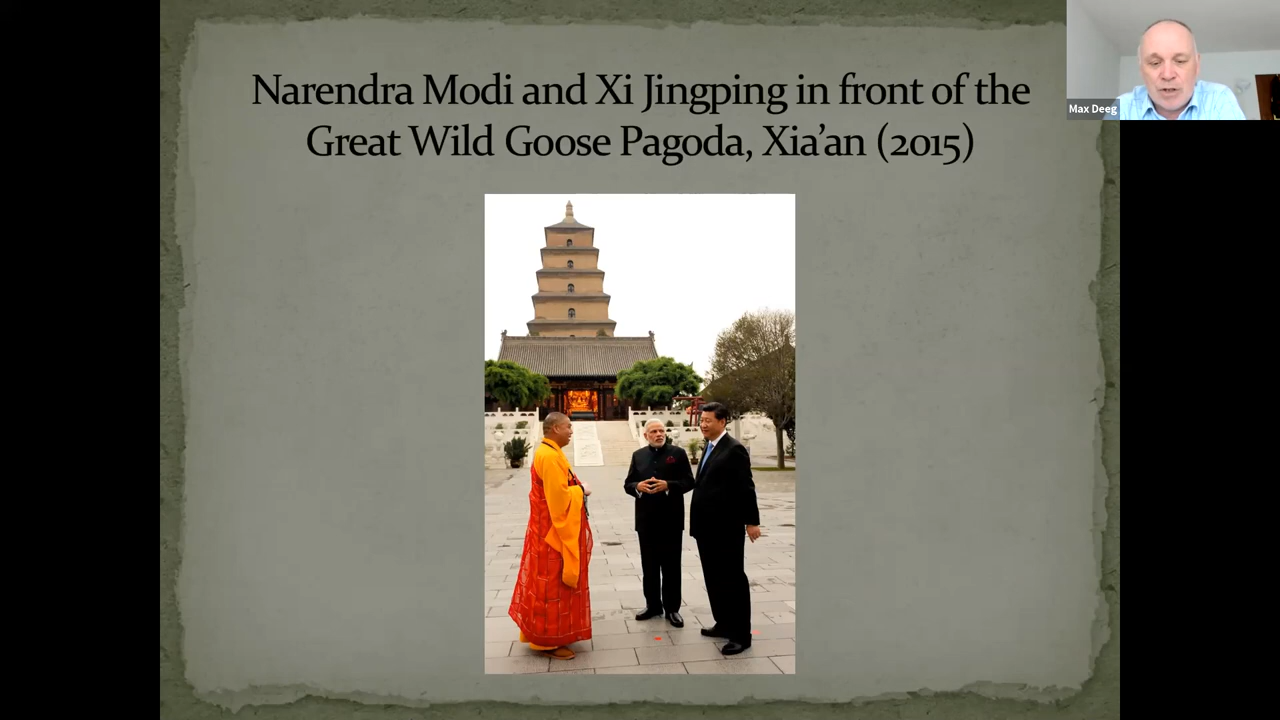 Narendra Modi and Xi Jingping in front of the
Great Wild Goose Pagoda, Xia’an (2015)
Max Deeg